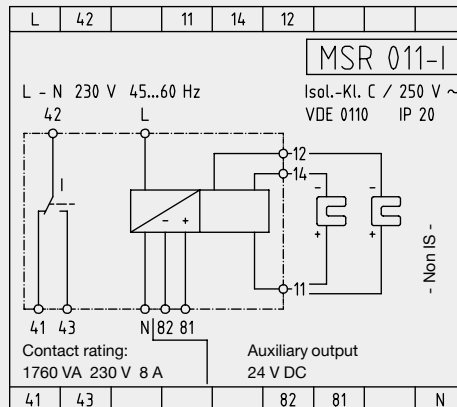 L 42 11 14 12
MSR 011-I
L - N 230 V 45...60 Hz
Isol.-Kl. C / 250 V ~
VDE 0110 IP 20
42 L
12
14
I
- -
- +
+ +
11
- Non IS -
41 43 N 82 81
Contact rating:
1760 VA 230 V 8 A
Auxiliary output
24 V DC
41 43 82 81 N